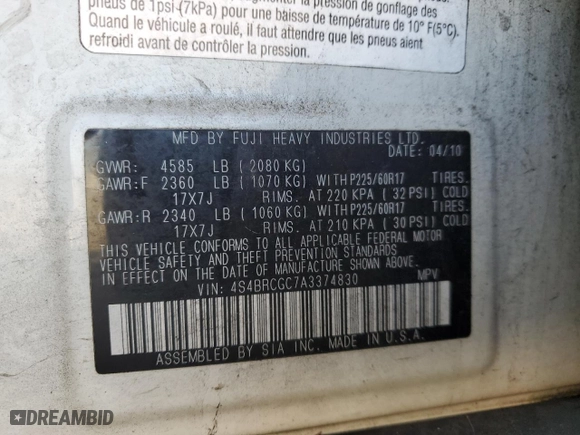 pneus de 1psi (7kPa) pour une baisse de température de 10° F(5°C).
Quand le véhicule a roulé, il faut attendre que les pneus aient
refroidi avant de contrôler la pression.
MFD BY FUJI HEAVY INDUSTRIES LTD.
DATE: 04/10
GVWR: 4585 LB (2080 KG)
GAWR:F 2360 LB (1070 KG) WITH P225/60R17 TIRES.
17X7J RIMS. AT 220 KPA (32 PSI) COLD
GAWR:R 2340 LB (1060 KG) WITH P225/60R17 TIRES.
17X7J RIMS. AT 210 KPA (30 PSI) COLD
THIS VEHICLE CONFORMS TO ALL APPLICABLE FEDERAL MOTOR
VEHICLE SAFETY AND THEFT PREVENTION STANDARDS
IN EFFECT ON THE DATE OF MANUFACTURE SHOWN ABOVE.
VIN: 4S4BRCGC7A3374830 MPV
ASSEMBLED BY SIA INC. MADE IN U.S.A.
DREAMBID